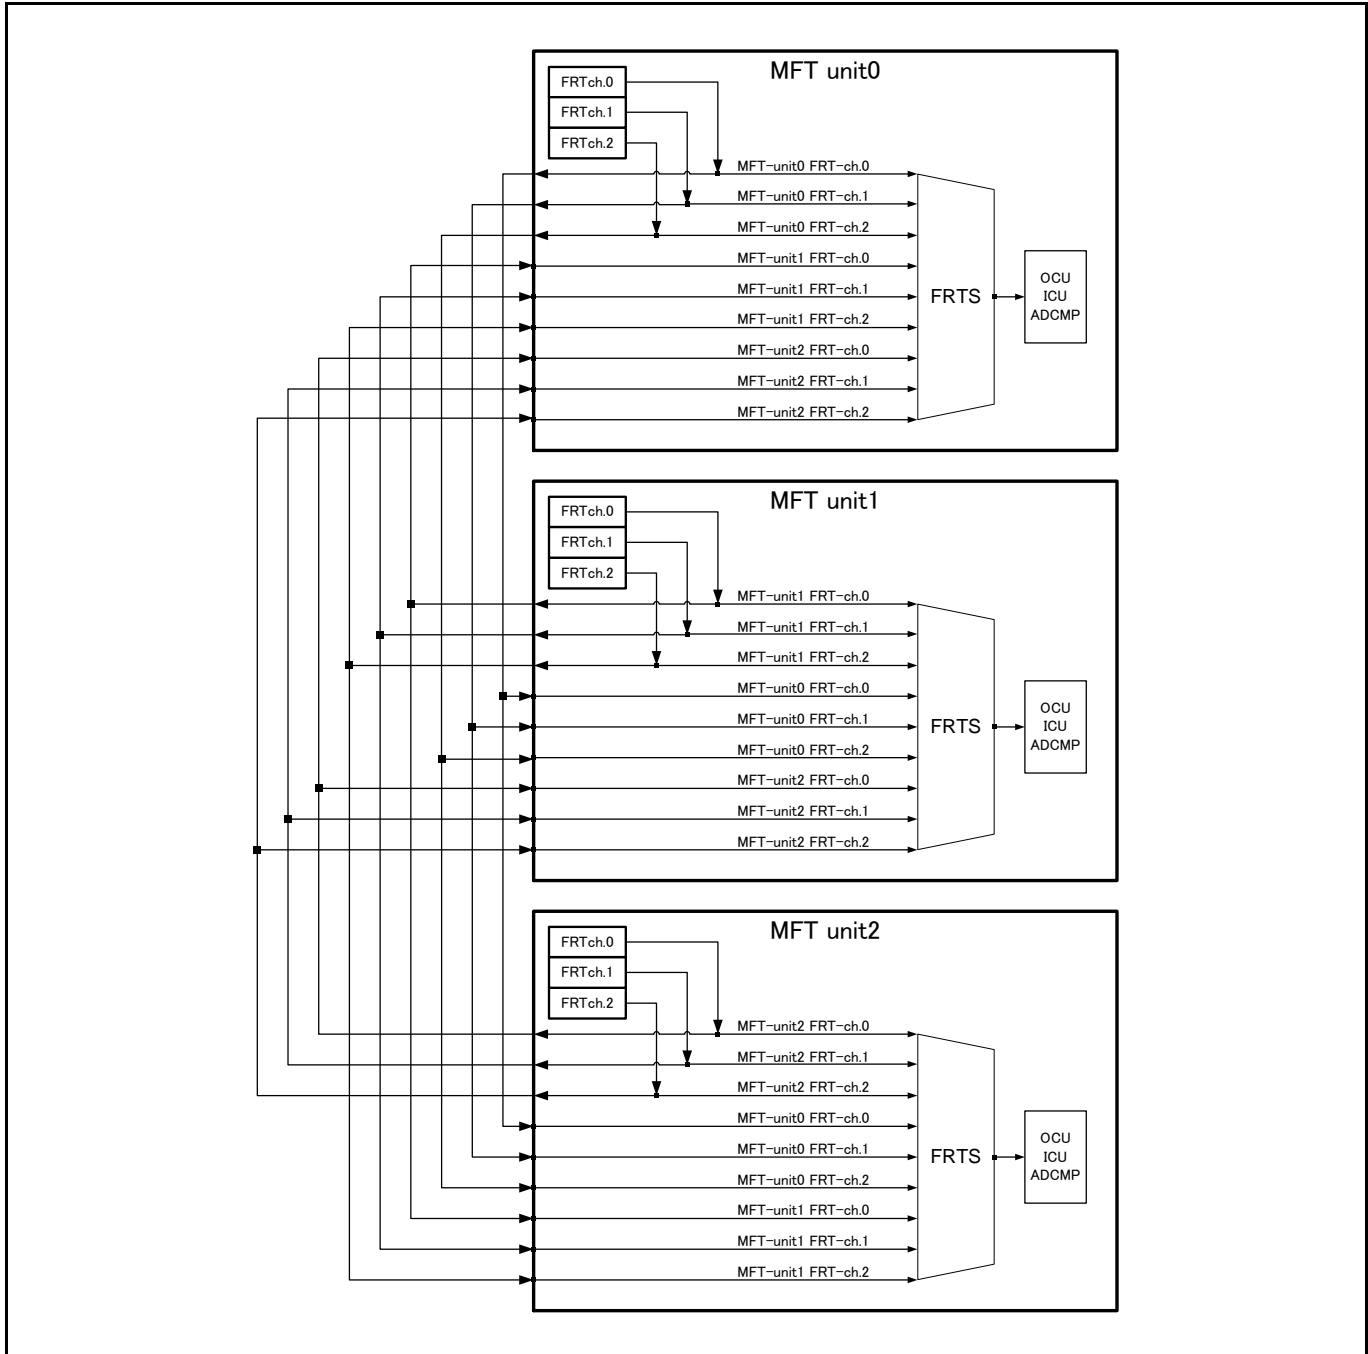 MFT unit0
FRTch.0
FRTch.1
FRTch.2
MFT-unit0 FRT-ch.0
MFT-unit0 FRT-ch.1
MFT-unit0 FRT-ch.2
MFT-unit1 FRT-ch.0
MFT-unit1 FRT-ch.1
MFT-unit1 FRT-ch.2
MFT-unit2 FRT-ch.0
MFT-unit2 FRT-ch.1
MFT-unit2 FRT-ch.2
FRTS
OCU
ICU
ADCMP
MFT unit1
FRTch.0
FRTch.1
FRTch.2
MFT-unit1 FRT-ch.0
MFT-unit1 FRT-ch.1
MFT-unit1 FRT-ch.2
MFT-unit0 FRT-ch.0
MFT-unit0 FRT-ch.1
MFT-unit0 FRT-ch.2
MFT-unit2 FRT-ch.0
MFT-unit2 FRT-ch.1
MFT-unit2 FRT-ch.2
FRTS
OCU
ICU
ADCMP
MFT unit2
FRTch.0
FRTch.1
FRTch.2
MFT-unit2 FRT-ch.0
MFT-unit2 FRT-ch.1
MFT-unit2 FRT-ch.2
MFT-unit0 FRT-ch.0
MFT-unit0 FRT-ch.1
MFT-unit0 FRT-ch.2
MFT-unit1 FRT-ch.0
MFT-unit1 FRT-ch.1
MFT-unit1 FRT-ch.2
FRTS
OCU
ICU
ADCMP